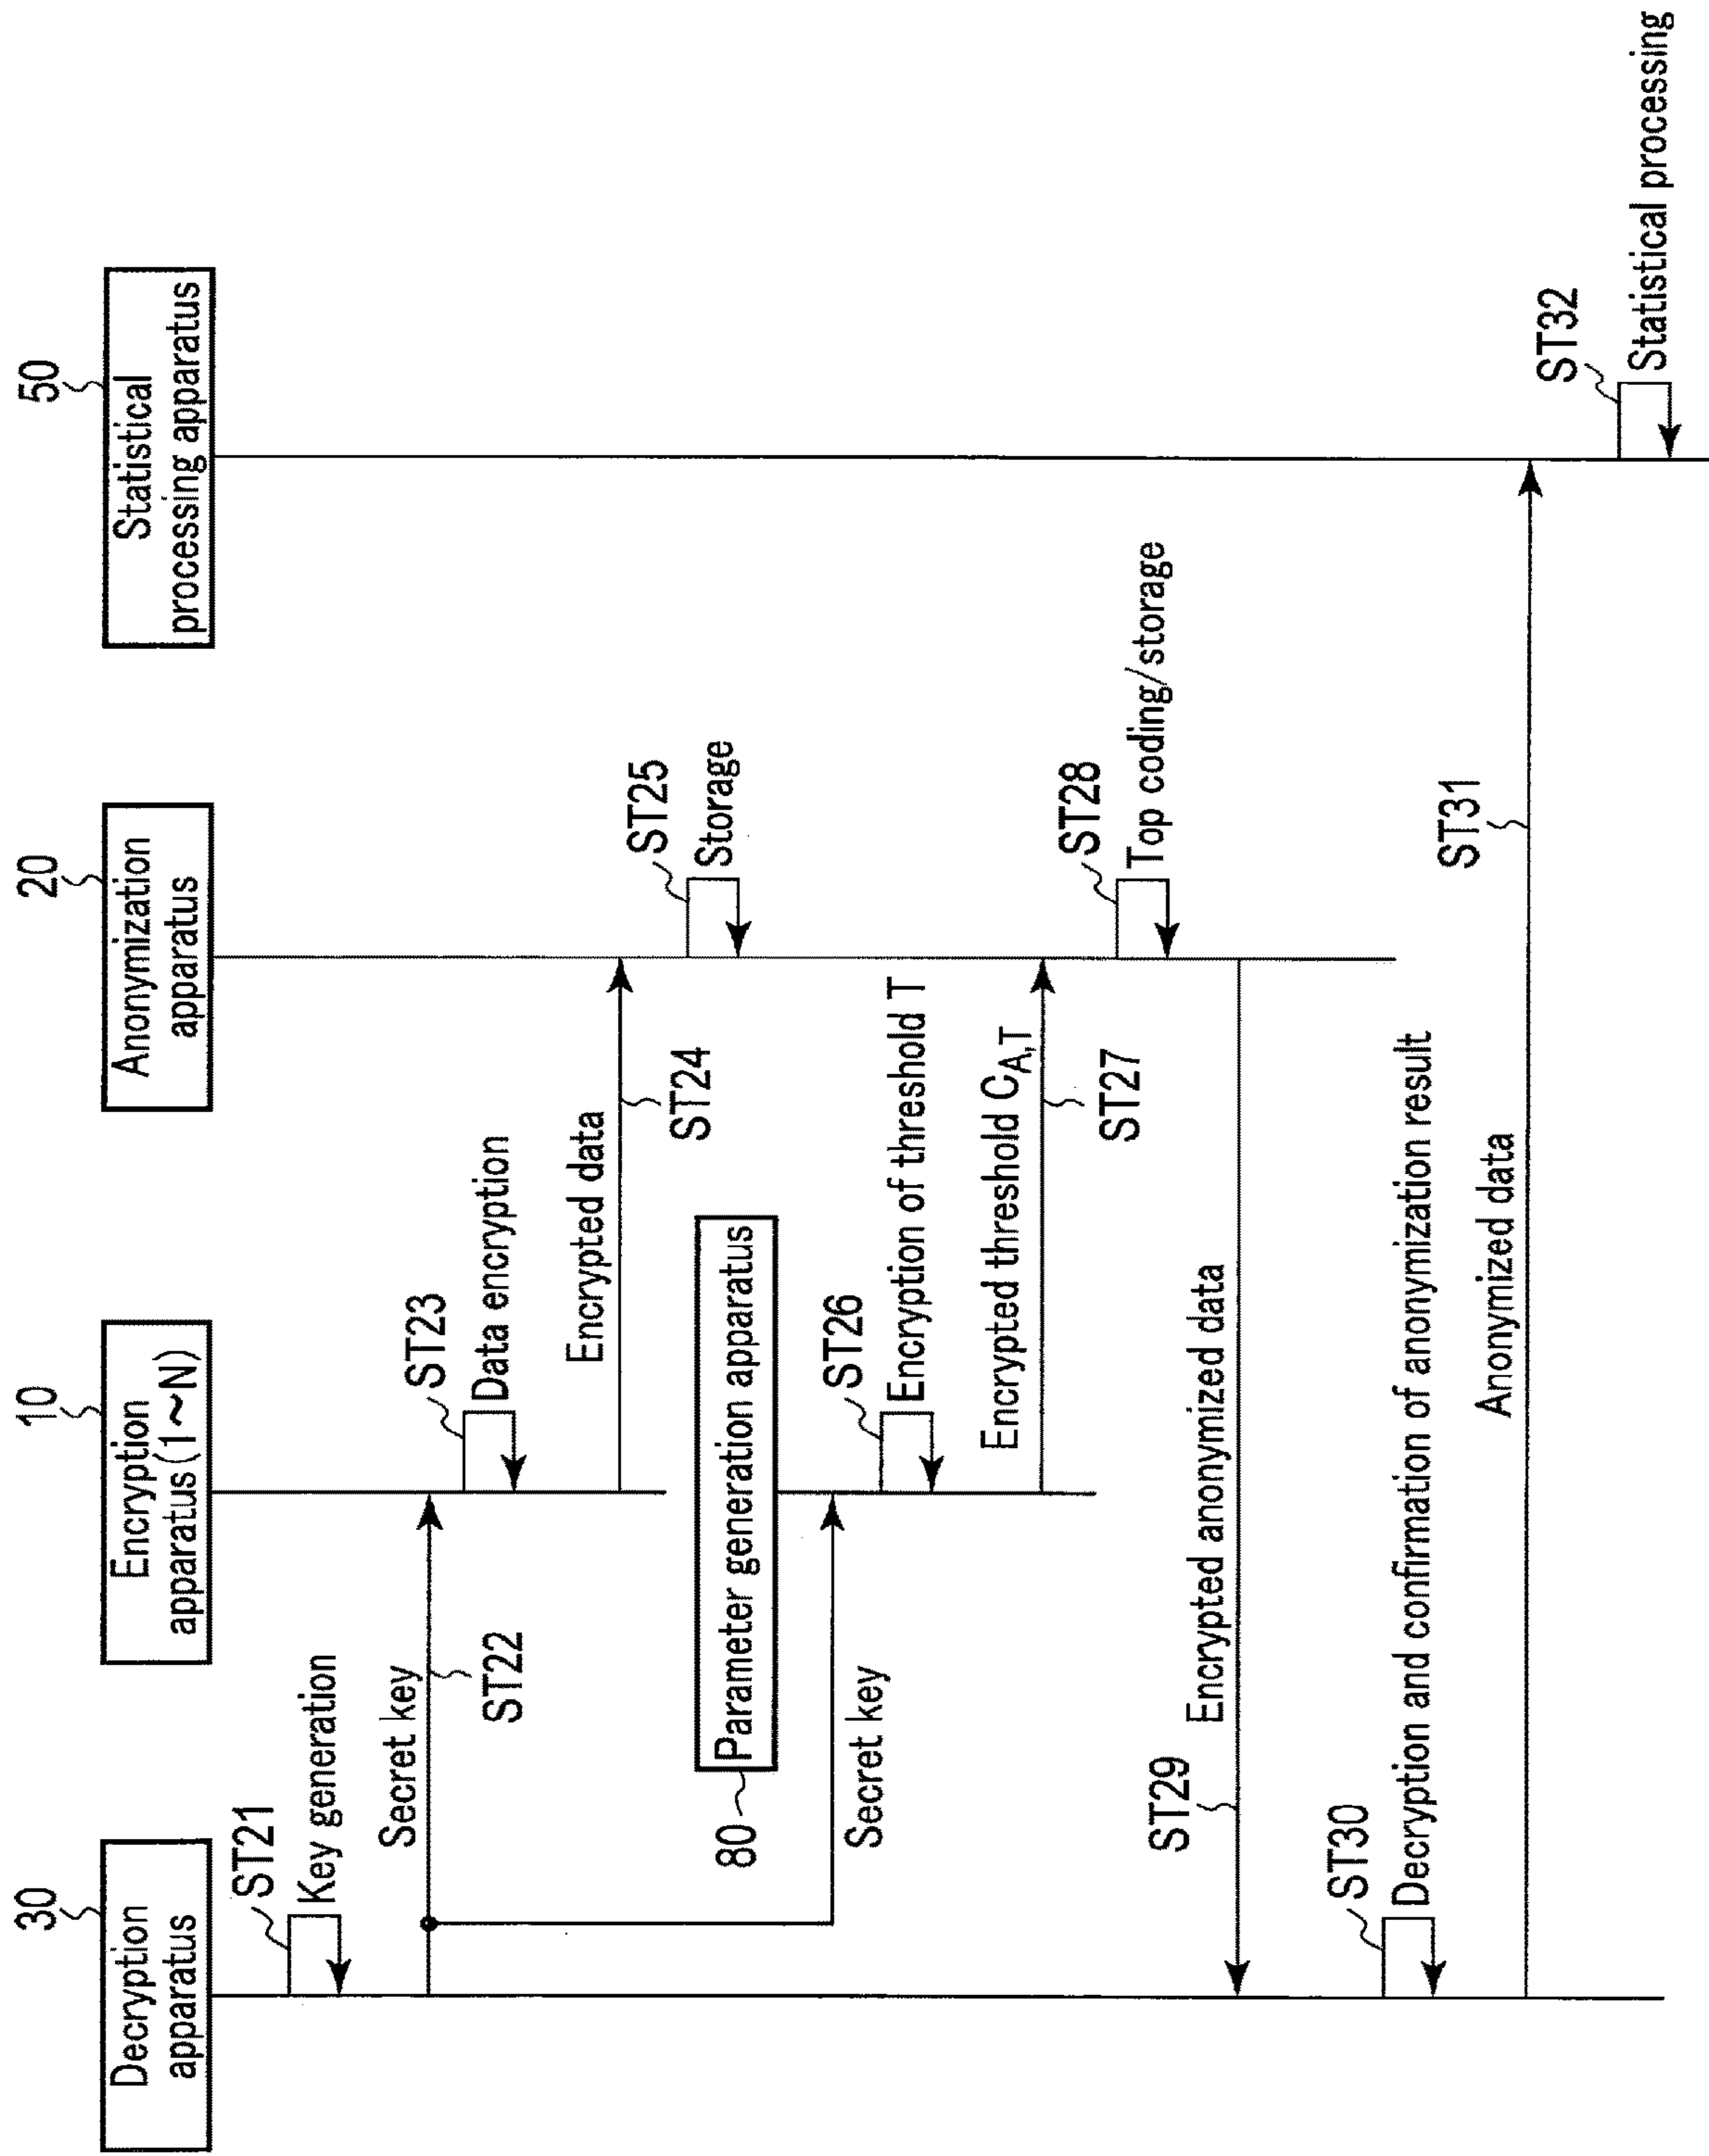 30
Decryption
apparatus
10
Encryption
apparatus(1~N)
20
Anonymization
apparatus
50
Statistical
processing apparatus
ST21
Key generation
Secret key
ST22
ST23
Data encryption
Encrypted data
ST24
ST25
Storage
80
Parameter generation apparatus
Secret key
ST26
Encryption of threshold T
Encrypted threshold C_A,T
ST27
ST28
Top coding/storage
Encrypted anonymized data
ST29
ST30
Decryption and confirmation of anonymization result
Anonymized data
ST31
ST32
Statistical processing